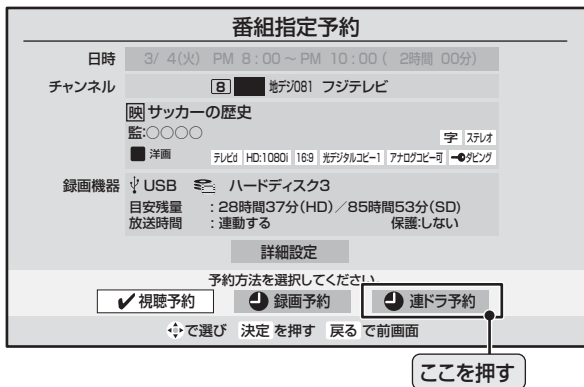 番組指定予約
日時 3/ 4(火) PM 8:00～PM 10:00 ( 2時間 00分)
チャンネル 8 地デジ081 フジテレビ
映 サッカーの歴史
監:○○○○
字 ステレオ
洋画 テレビd HD:1080i 16:9 光デジタルコピー1 アナログコピー可 ダビング
録画機器 USB ハードディスク3
目安残量 :28時間37分(HD)/85時間53分(SD)
放送時間 :連動する 保護:しない
詳細設定
予約方法を選択してください。
視聴予約 録画予約 連ドラ予約
で選び 決定 を押す 戻る で前画面
ここを押す